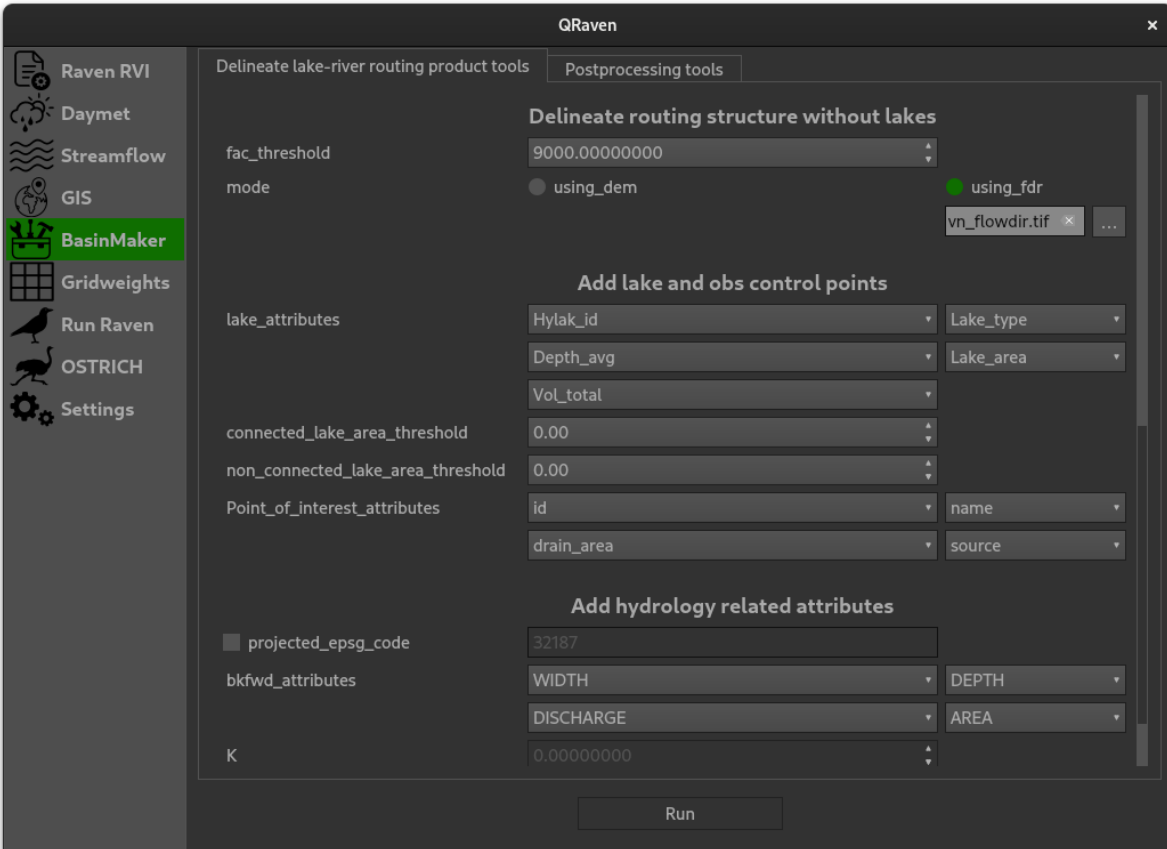 QRaven ×
Raven RVI
Daymet
Streamflow
GIS
BasinMaker
Gridweights
Run Raven
OSTRICH
Settings
Delineate lake-river routing product tools Postprocessing tools
Delineate routing structure without lakes
fac_threshold 9000.00000000
mode using_dem using_fdr
vn_flowdir.tif × ...
Add lake and obs control points
lake_attributes Hylak_id Lake_type
Depth_avg Lake_area
Vol_total
connected_lake_area_threshold 0.00
non_connected_lake_area_threshold 0.00
Point_of_interest_attributes id name
drain_area source
Add hydrology related attributes
projected_epsg_code 32187
bkfwd_attributes WIDTH DEPTH
DISCHARGE AREA
K 0.00000000
Run